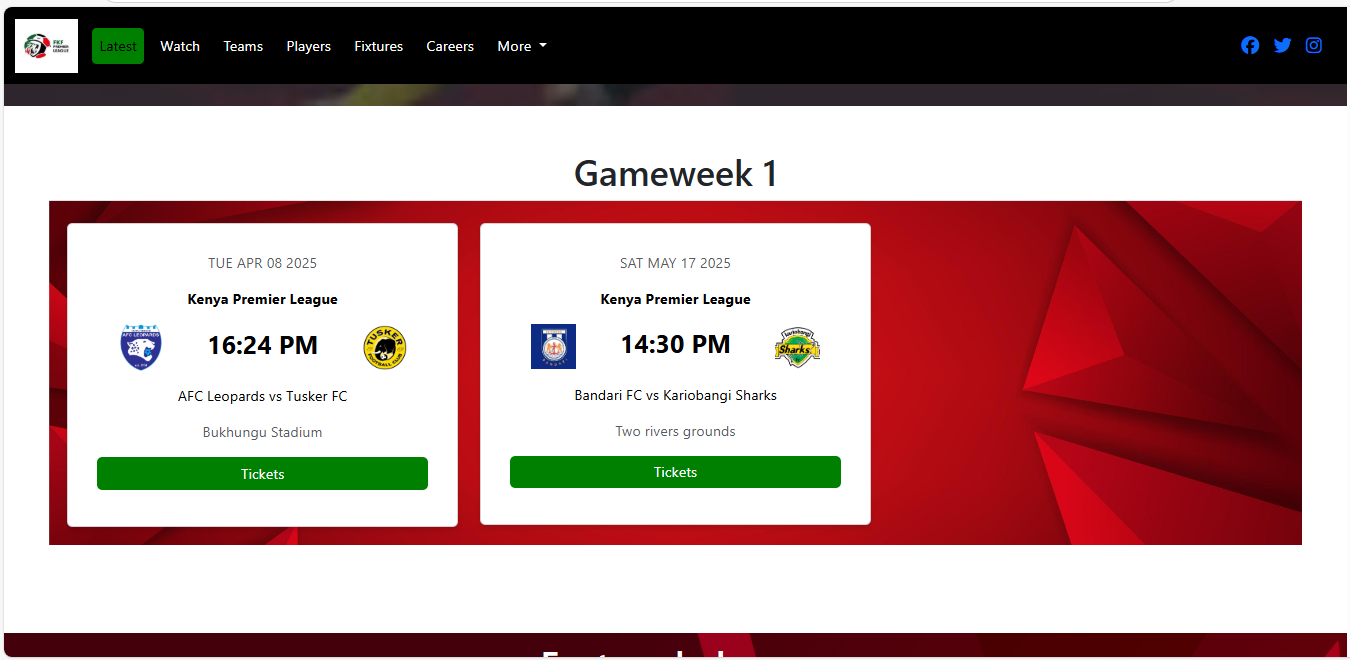 FKF
PREMIER
LEAGUE
Latest
Watch
Teams
Players
Fixtures
Careers
More
Gameweek 1
TUE APR 08 2025
Kenya Premier League
AFC LEOPARDS
16:24 PM
TUSKER
FOOTBALL CLUB
AFC Leopards vs Tusker FC
Bukhungu Stadium
Tickets
SAT MAY 17 2025
Kenya Premier League
14:30 PM
kariobangi
Sharks
Bandari FC vs Kariobangi Sharks
Two rivers grounds
Tickets